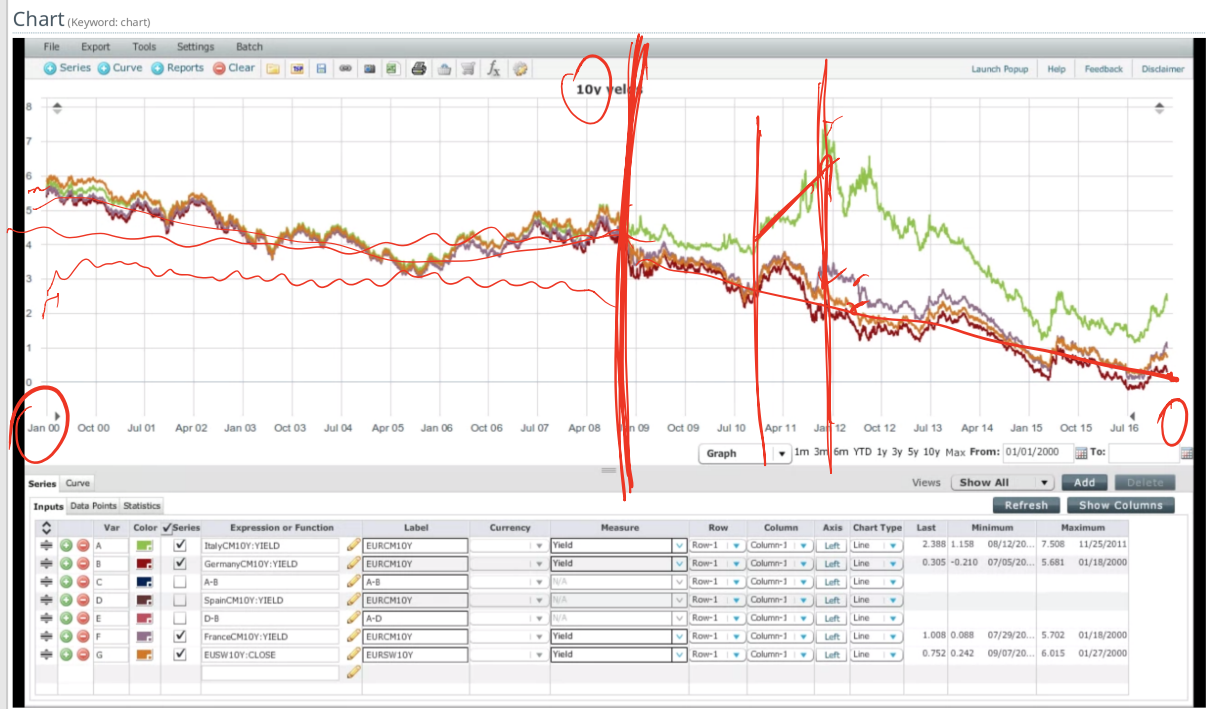 Chart (Keyword: chart)
File Export Tools Settings Batch
Series Curve Reports Clear Launch Popup Help Feedback Disclaimer
10y
8
7
6
5
4
3
2
1
0
Jan 00 Oct 00 Jul 01 Apr 02 Jan 03 Oct 03 Jul 04 Apr 05 Jan 06 Oct 06 Jul 07 Apr 08 Jan 09 Oct 09 Jul 10 Apr 11 Jan 12 Oct 12 Jul 13 Apr 14 Jan 15 Oct 15 Jul 16
Graph 1m 3m 6m YTD 1y 3y 5y 10y Max From: 01/01/2000 To:
Series Curve Views Show All Add Delete
Inputs Data Points Statistics Refresh Show Columns
Var Color Series Expression or Function Label Currency Measure Row Column Axis Chart Type Last Minimum Maximum
A ItalyCM10Y:YIELD EURCM10Y Yield Row-1 Column-1 Left Line 2.388 1.158 08/12/20... 7.508 11/25/2011
B GermanyCM10Y:YIELD EURCM10Y Yield Row-1 Column-1 Left Line 0.305 -0.210 07/05/20... 5.681 01/18/2000
C A-B A-B N/A Row-1 Column-1 Left Line
D SpainCM10Y:YIELD EURCM10Y N/A Row-1 Column-1 Left Line
E D-B A-D N/A Row-1 Column-1 Left Line
F FranceCM10Y:YIELD EURCM10Y Yield Row-1 Column-1 Left Line 1.008 0.088 07/29/20... 5.702 01/18/2000
G EUSW10Y:CLOSE EURSW10Y Yield Row-1 Column-1 Left Line 0.752 0.242 09/07/20... 6.015 01/27/2000